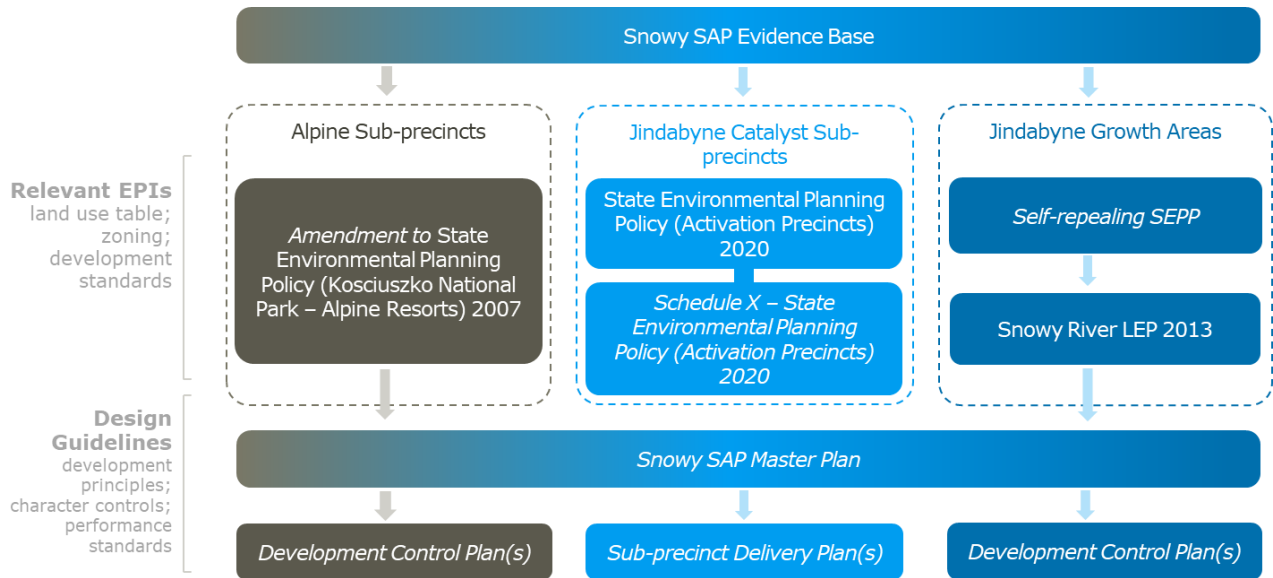 Snowy SAP Evidence Base
Alpine Sub-precincts
Jindabyne Catalyst Sub-
precincts
Jindabyne Growth Areas
Relevant EPIs
land use table;
zoning;
development
standards
Amendment to State
Environmental Planning
Policy (Kosciuszko National
Park – Alpine Resorts) 2007
State Environmental Planning
Policy (Activation Precincts)
2020
Schedule X – State
Environmental Planning
Policy (Activation Precincts)
2020
Self-repealing SEPP
Snowy River LEP 2013
Design
Guidelines
development
principles;
character controls;
performance
standards
Snowy SAP Master Plan
Development Control Plan(s)
Sub-precinct Delivery Plan(s)
Development Control Plan(s)